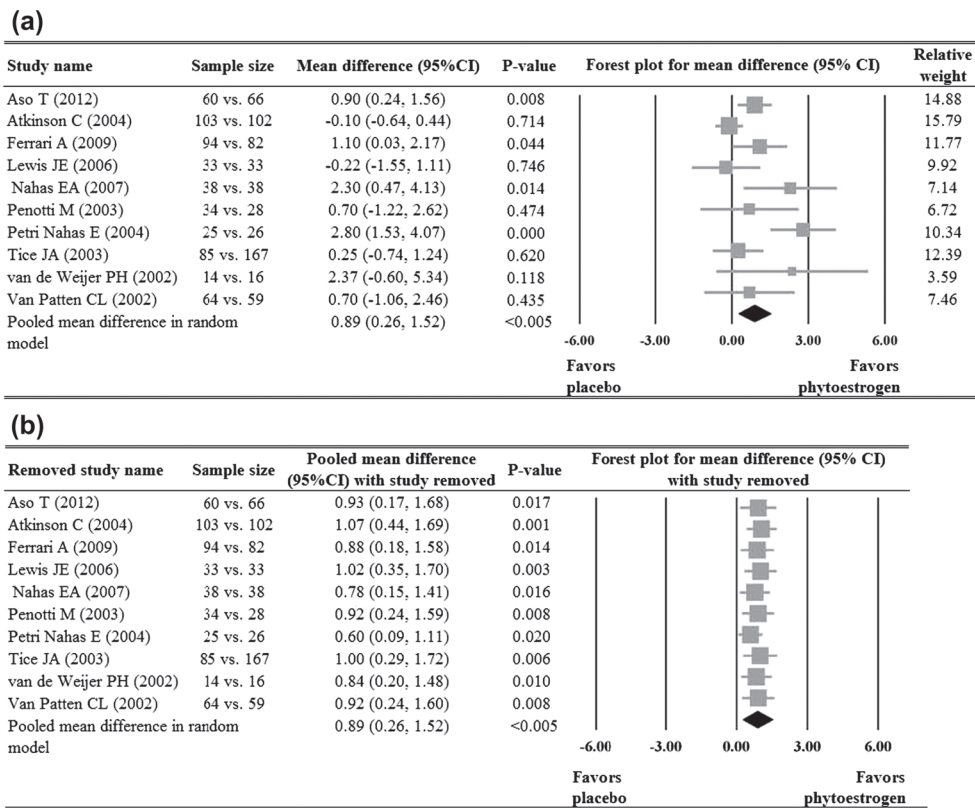 (a)
Study name Sample size Mean difference (95%CI) P-value Forest plot for mean difference (95% CI) Relative weight
Aso T (2012) 60 vs. 66 0.90 (0.24, 1.56) 0.008 14.88
Atkinson C (2004) 103 vs. 102 -0.10 (-0.64, 0.44) 0.714 15.79
Ferrari A (2009) 94 vs. 82 1.10 (0.03, 2.17) 0.044 11.77
Lewis JE (2006) 33 vs. 33 -0.22 (-1.55, 1.11) 0.746 9.92
Nahas EA (2007) 38 vs. 38 2.30 (0.47, 4.13) 0.014 7.14
Penotti M (2003) 34 vs. 28 0.70 (-1.22, 2.62) 0.474 6.72
Petri Nahas E (2004) 25 vs. 26 2.80 (1.53, 4.07) 0.000 10.34
Tice JA (2003) 85 vs. 167 0.25 (-0.74, 1.24) 0.620 12.39
van de Weijer PH (2002) 14 vs. 16 2.37 (-0.60, 5.34) 0.118 3.59
Van Patten CL (2002) 64 vs. 59 0.70 (-1.06, 2.46) 0.435 7.46
Pooled mean difference in random 0.89 (0.26, 1.52) <0.005
model
-6.00 -3.00 0.00 3.00 6.00
Favors Favors
placebo phytoestrogen
(b)
Removed study name Sample size Pooled mean difference (95%CI) with study removed P-value Forest plot for mean difference (95% CI) with study removed
Aso T (2012) 60 vs. 66 0.93 (0.17, 1.68) 0.017
Atkinson C (2004) 103 vs. 102 1.07 (0.44, 1.69) 0.001
Ferrari A (2009) 94 vs. 82 0.88 (0.18, 1.58) 0.014
Lewis JE (2006) 33 vs. 33 1.02 (0.35, 1.70) 0.003
Nahas EA (2007) 38 vs. 38 0.78 (0.15, 1.41) 0.016
Penotti M (2003) 34 vs. 28 0.92 (0.24, 1.59) 0.008
Petri Nahas E (2004) 25 vs. 26 0.60 (0.09, 1.11) 0.020
Tice JA (2003) 85 vs. 167 1.00 (0.29, 1.72) 0.006
van de Weijer PH (2002) 14 vs. 16 0.84 (0.20, 1.48) 0.010
Van Patten CL (2002) 64 vs. 59 0.92 (0.24, 1.60) 0.008
Pooled mean difference in random 0.89 (0.26, 1.52) <0.005
model
-6.00 -3.00 0.00 3.00 6.00
Favors Favors
placebo phytoestrogen